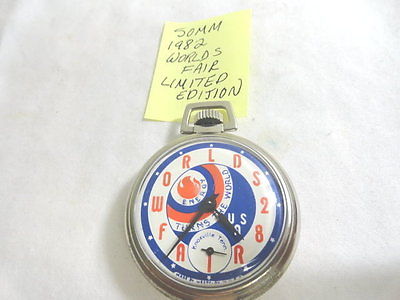 50MM
1982
WORLDS
FAIR
LIMITED
EDITION
WORLDS
FAIR 82
ENERGY
TURNS THE WORLD
US
Knoxville Tenn.